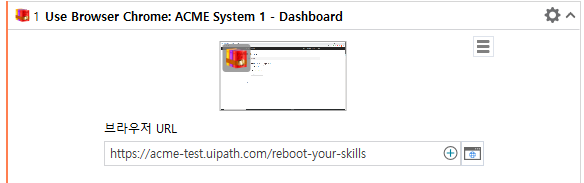 1 Use Browser Chrome: ACME System 1 - Dashboard
브라우저 URL
https://acme-test.uipath.com/reboot-your-skills